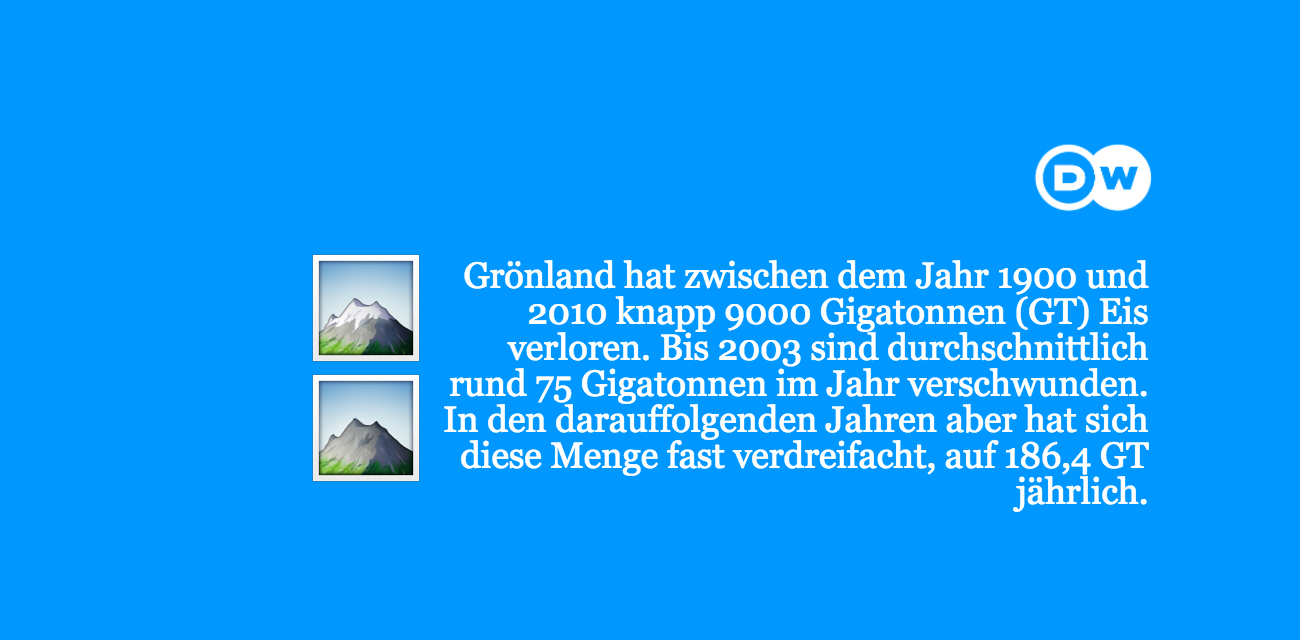 DW
Grönland hat zwischen dem Jahr 1900 und
2010 knapp 9000 Gigatonnen (GT) Eis
verloren. Bis 2003 sind durchschnittlich
rund 75 Gigatonnen im Jahr verschwunden.
In den darauffolgenden Jahren aber hat sich
diese Menge fast verdreifacht, auf 186,4 GT
jährlich.